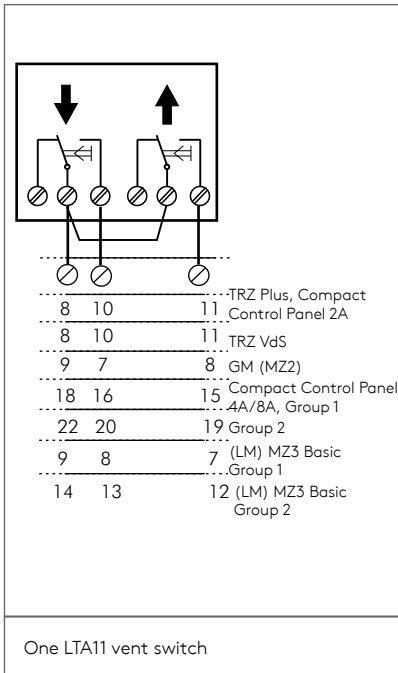 8 10 11 TRZ Plus, Compact
Control Panel 2A
8 10 11 TRZ VdS
9 7 8 GM (MZ2)
18 16 15 Compact Control Panel
4A/8A, Group 1
22 20 19 Group 2
9 8 7 (LM) MZ3 Basic
Group 1
14 13 12 (LM) MZ3 Basic
Group 2
One LTA11 vent switch